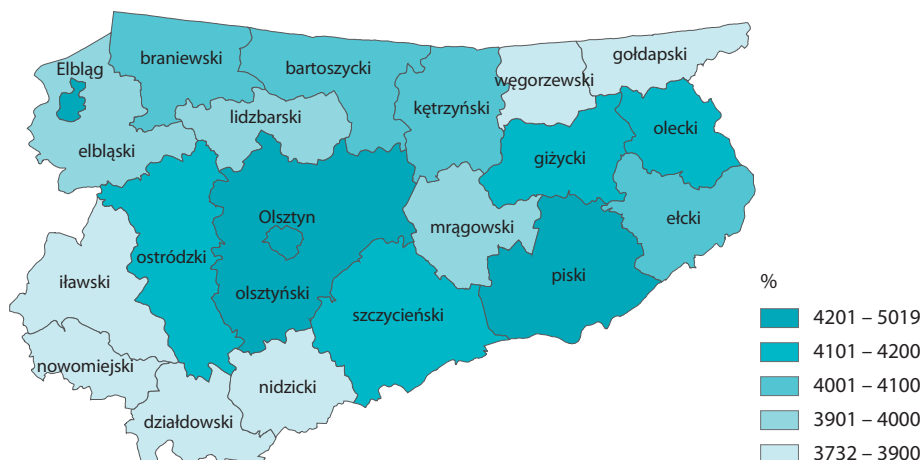 gołdapski
braniewski
bartoszycki
Elbląg
węgorzewski
kętrzyński
lidzbarski
olecki
elbląski
giżycki
Olsztyn
ełcki
mrągowski
ostródzki
iławski
piski
olsztyński
szczycieński
nowomiejski
nidzicki
działdowski
%
4201 – 5019
4101 – 4200
4001 – 4100
3901 – 4000
3732 – 3900